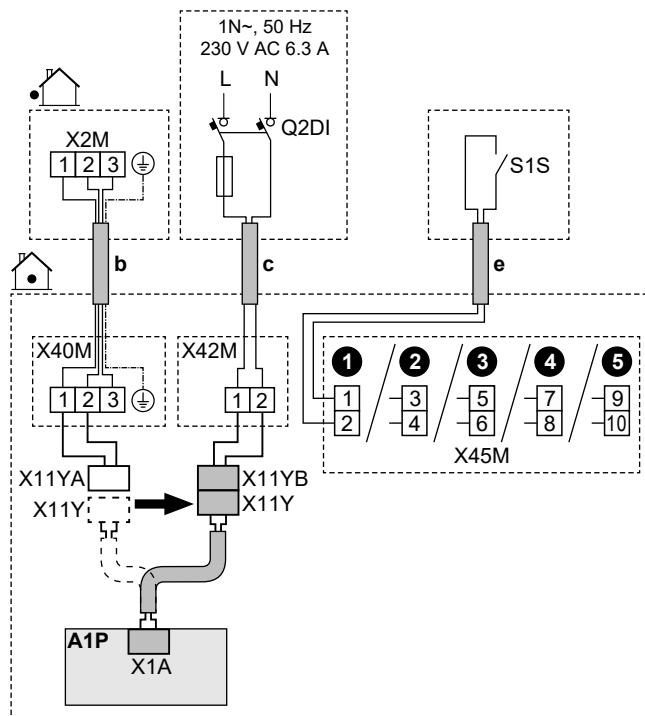 1N~, 50 Hz
230 V AC 6.3 A
L N
Q2DI
X2M
1 2 3
S1S
b
c
e
X40M
1 2 3
X42M
1 2
1 2 3 4 5
1 3 5 7 9
2 4 6 8 10
X45M
X11YA
X11YB
X11Y
X11Y
A1P
X1A